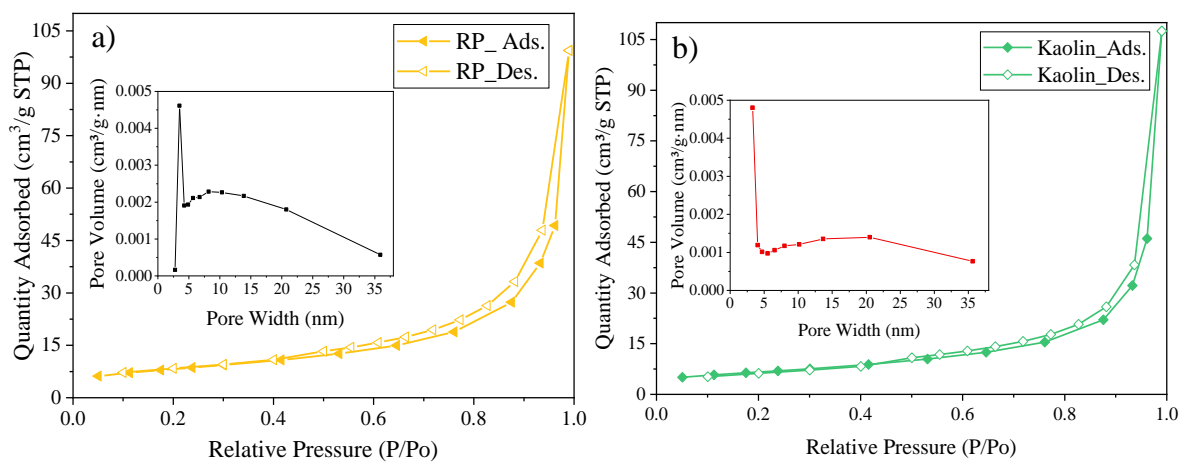 a)
RP_ Ads.
RP_Des.
Quantity Adsorbed (cm³/g STP)
105
90
75
60
45
30
15
0
0.0 0.2 0.4 0.6 0.8 1.0
Relative Pressure (P/Po)
Pore Volume (cm³/g·nm)
0.005
0.004
0.003
0.002
0.001
0.000
0 5 10 15 20 25 30 35
Pore Width (nm)
b)
Kaolin_Ads.
Kaolin_Des.
Quantity Adsorbed (cm³/g STP)
105
90
75
60
45
30
15
0
0.0 0.2 0.4 0.6 0.8 1.0
Relative Pressure (P/Po)
Pore Volume (cm³/g·nm)
0.005
0.004
0.003
0.002
0.001
0.000
0 5 10 15 20 25 30 35
Pore Width (nm)